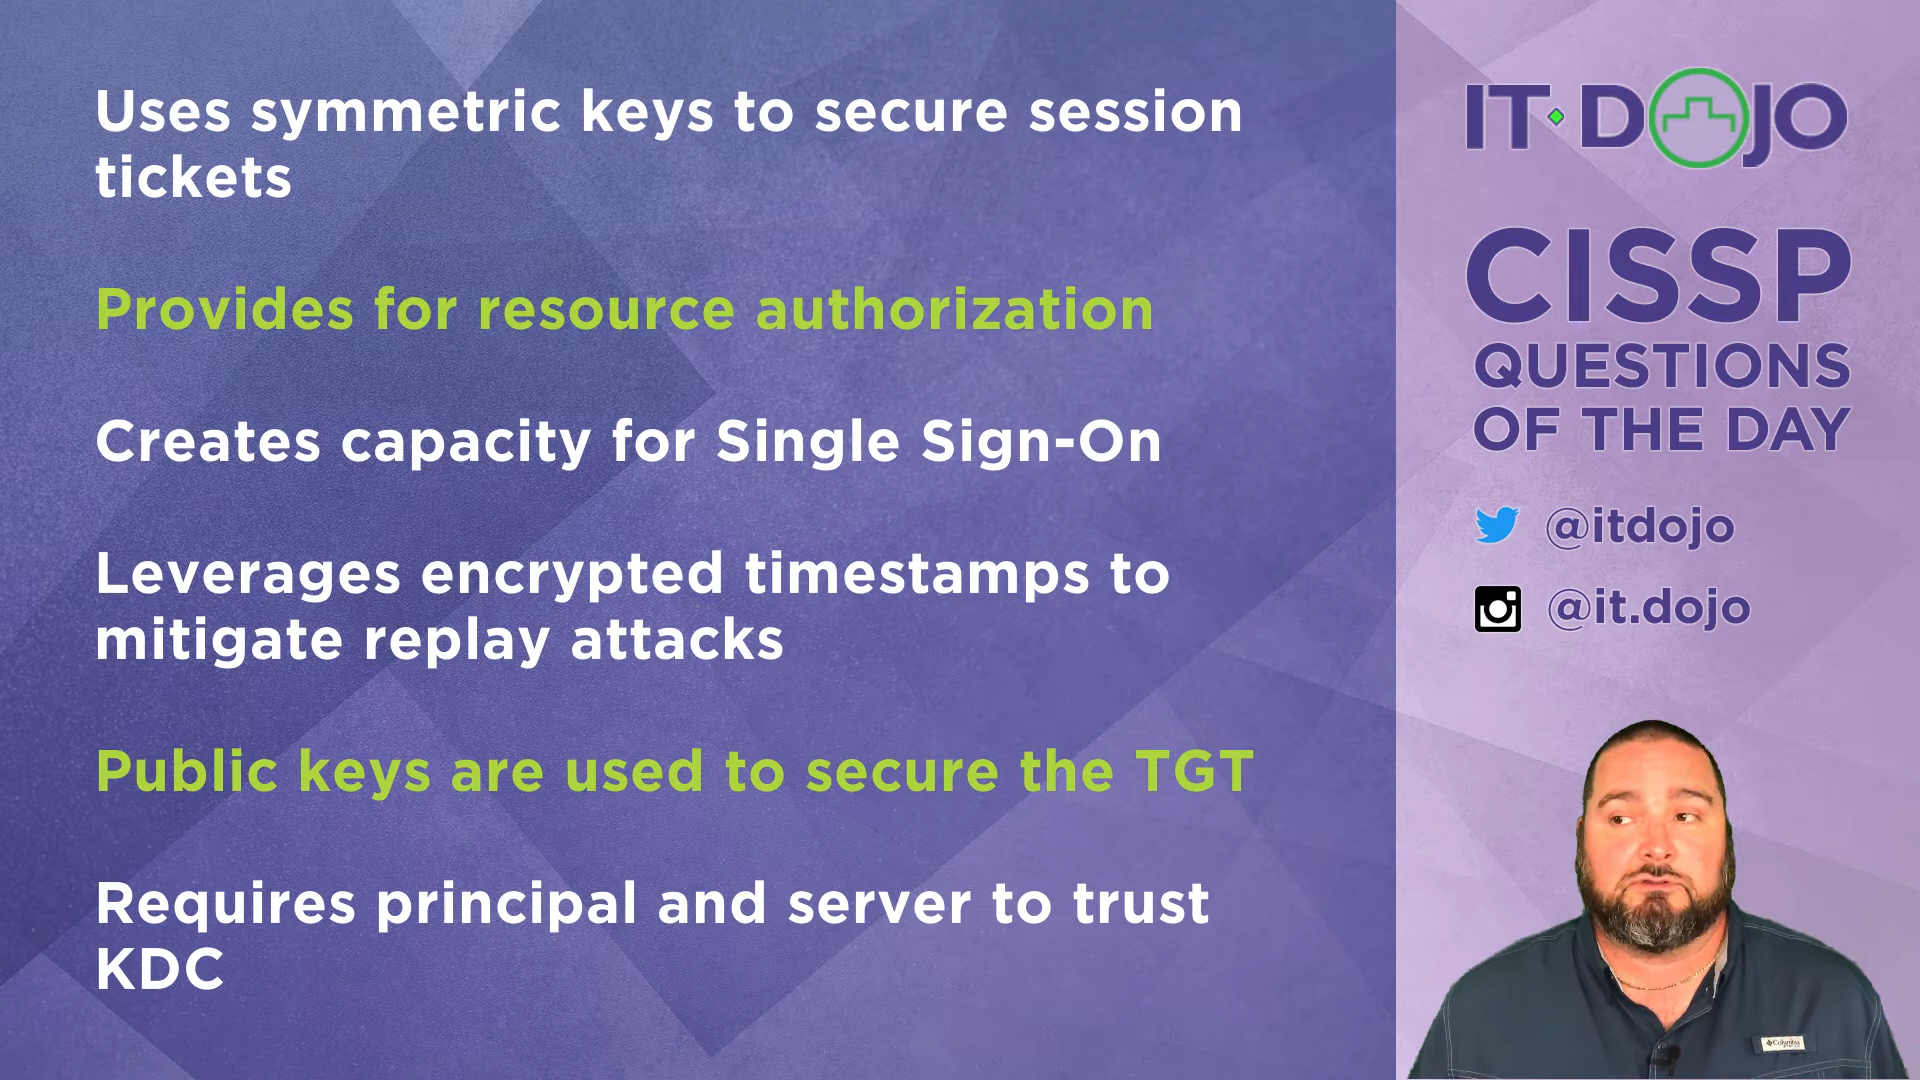 Uses symmetric keys to secure session
tickets
Provides for resource authorization
Creates capacity for Single Sign-On
Leverages encrypted timestamps to
mitigate replay attacks
Public keys are used to secure the TGT
Requires principal and server to trust
KDC
IT DOJO
CISSP
QUESTIONS
OF THE DAY
@itdojo
@it.dojo
Columbia